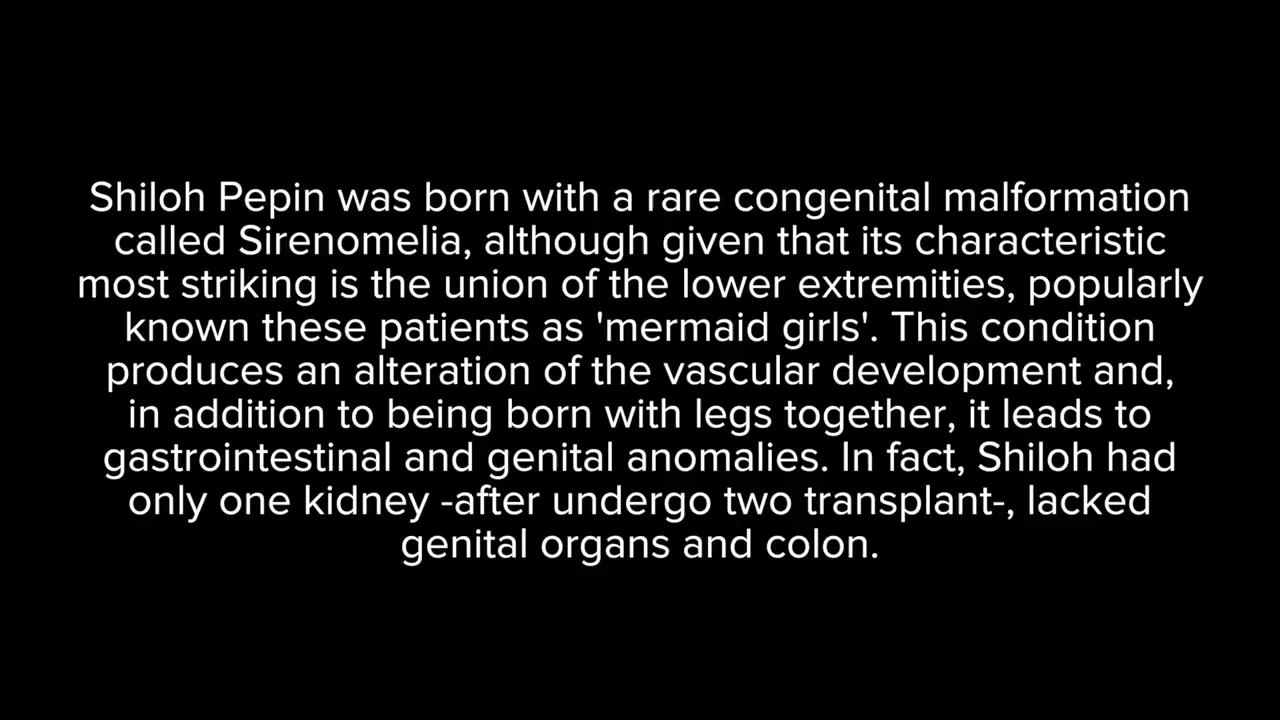 Shiloh Pepin was born with a rare congenital malformation
called Sirenomelia, although given that its characteristic
most striking is the union of the lower extremities, popularly
known these patients as 'mermaid girls'. This condition
produces an alteration of the vascular development and,
in addition to being born with legs together, it leads to
gastrointestinal and genital anomalies. In fact, Shiloh had
only one kidney -after undergo two transplant-, lacked
genital organs and colon.